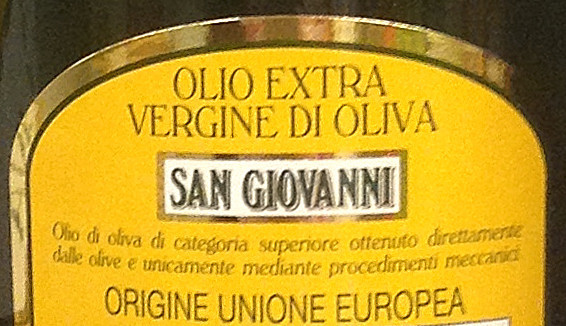 OLIO EXTRA
VERGINE DI OLIVA
SAN GIOVANNI
Olio di oliva di categoria superiore ottenuto direttamente
dalle olive e unicamente mediante procedimenti meccanici
ORIGINE UNIONE EUROPEA